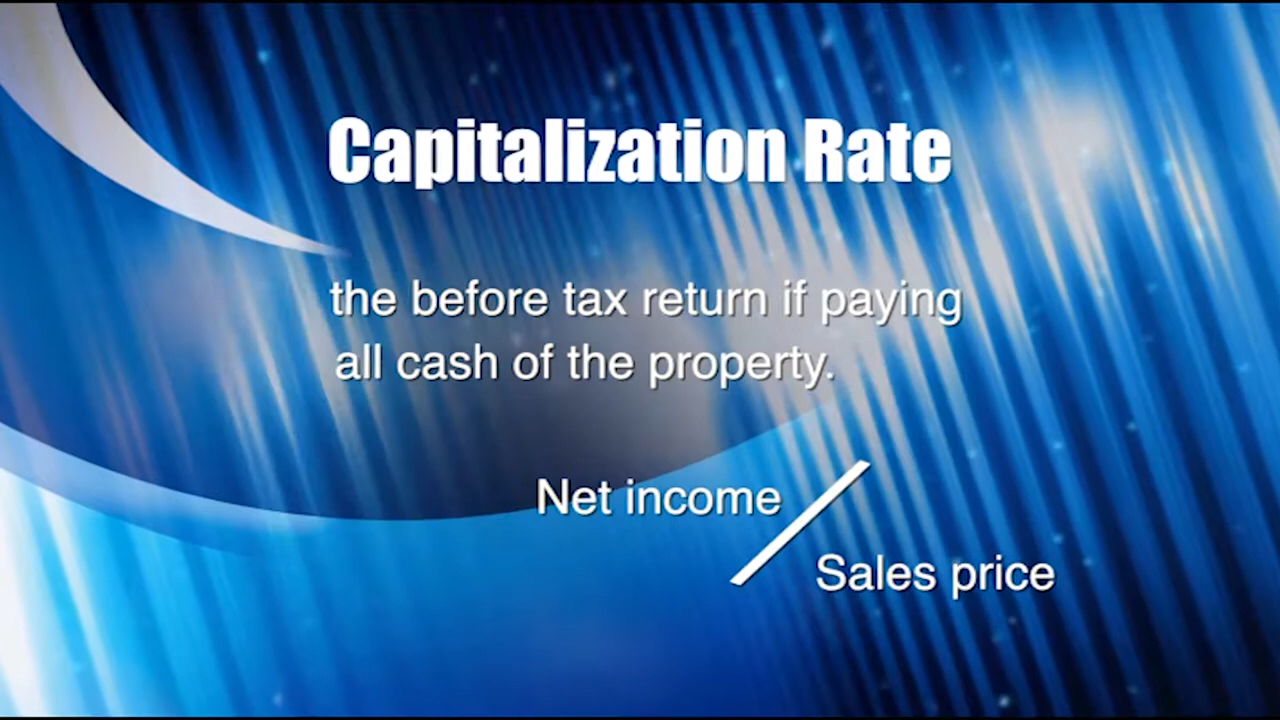 Capitalization Rate
the before tax return if paying
all cash of the property.
Net income
Sales price